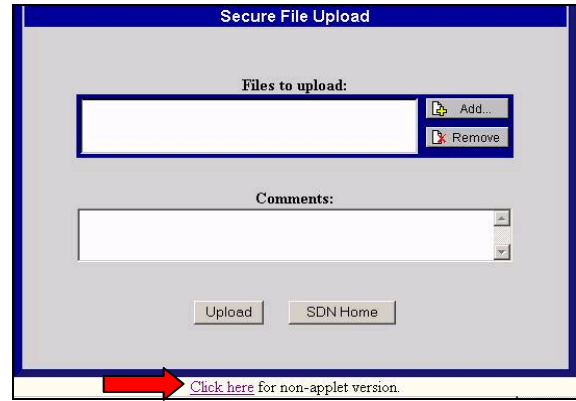 Secure File Upload
Files to upload:
Add...
Remove
Comments:
Upload SDN Home
Click here for non-applet version.